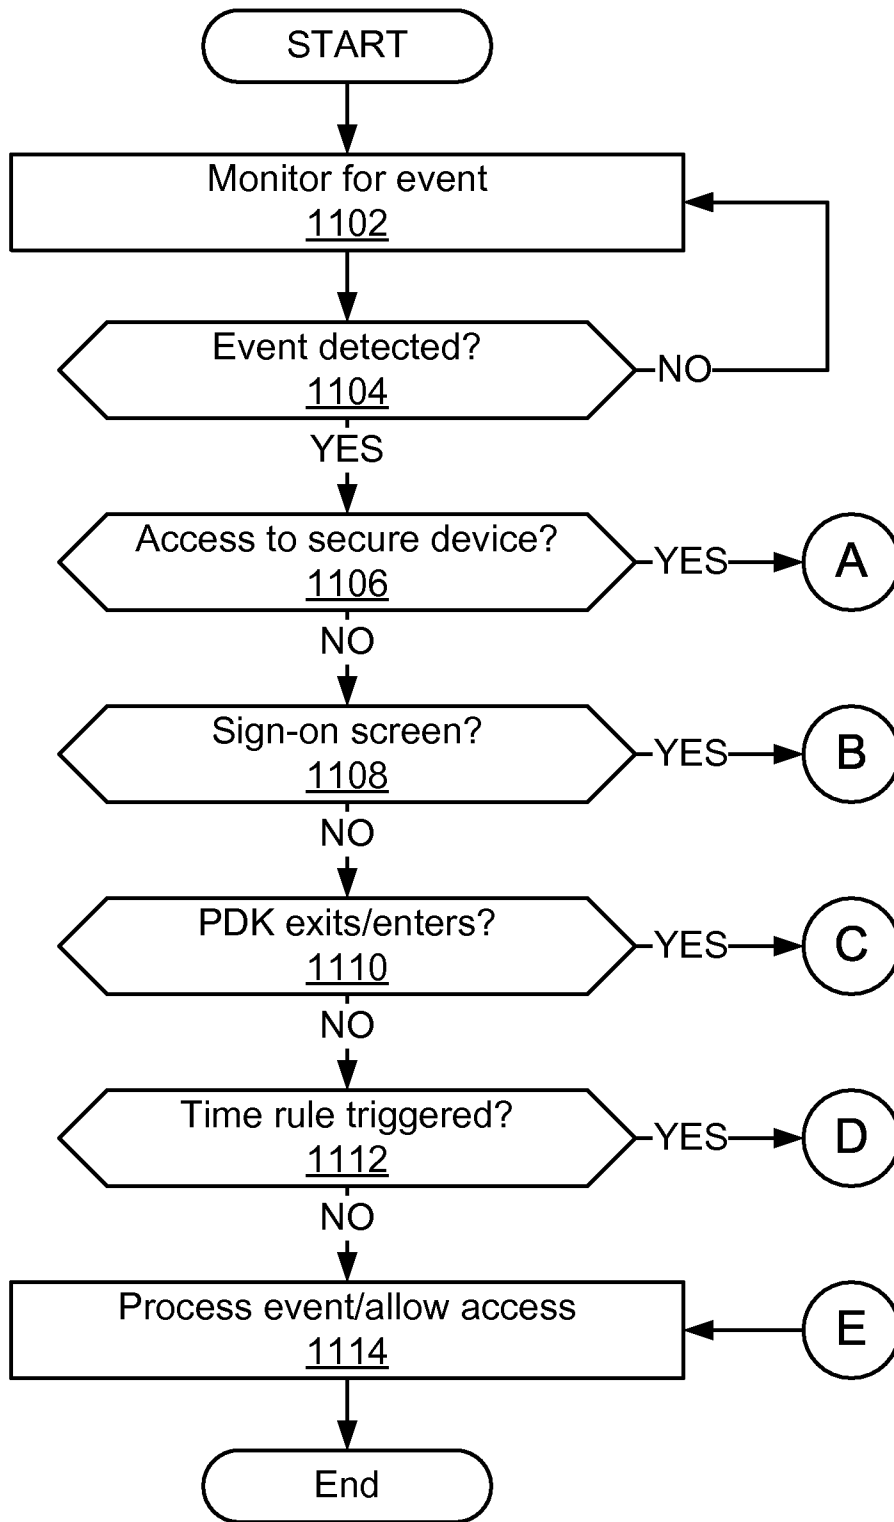 START
Monitor for event
1102
Event detected?
1104
NO
YES
Access to secure device?
1106
YES
A
NO
Sign-on screen?
1108
YES
B
NO
PDK exits/enters?
1110
YES
C
NO
Time rule triggered?
1112
YES
D
NO
Process event/allow access
1114
E
End